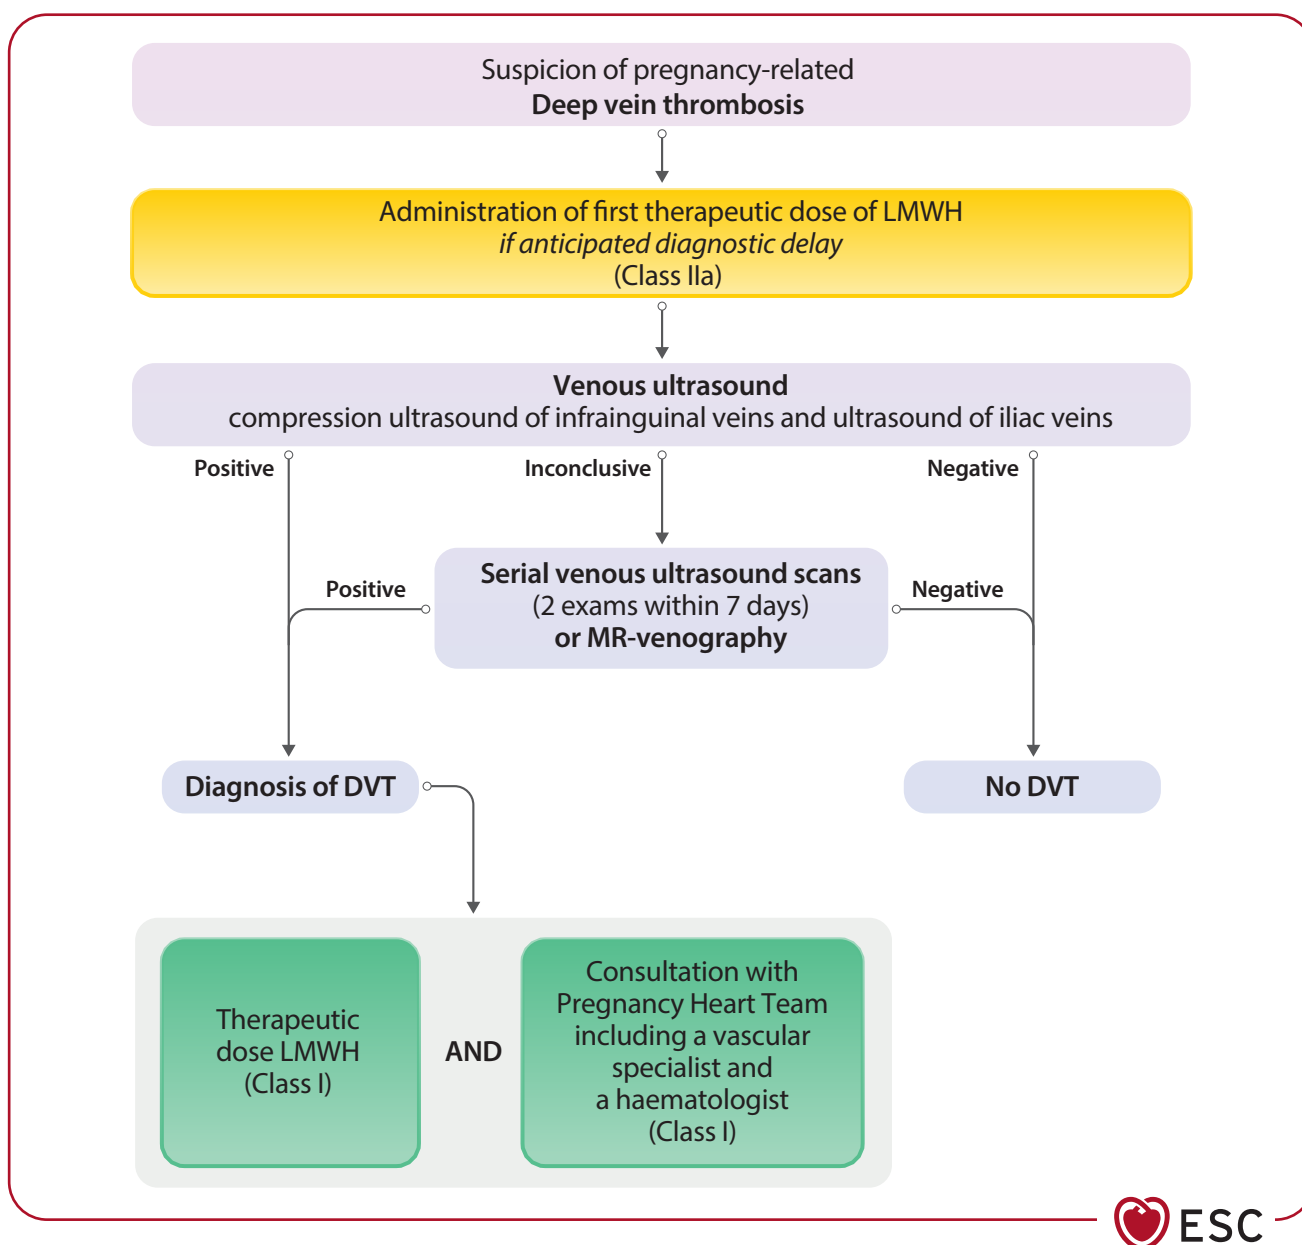 Suspicion of pregnancy-related
Deep vein thrombosis
Administration of first therapeutic dose of LMWH
if anticipated diagnostic delay
(Class IIa)
Venous ultrasound
compression ultrasound of infrainguinal veins and ultrasound of iliac veins
Positive
Inconclusive
Negative
Serial venous ultrasound scans
(2 exams within 7 days)
or MR-venography
Positive
Negative
Diagnosis of DVT
No DVT
Therapeutic
dose LMWH
(Class I)
AND
Consultation with
Pregnancy Heart Team
including a vascular
specialist and
a haematologist
(Class I)
ESC